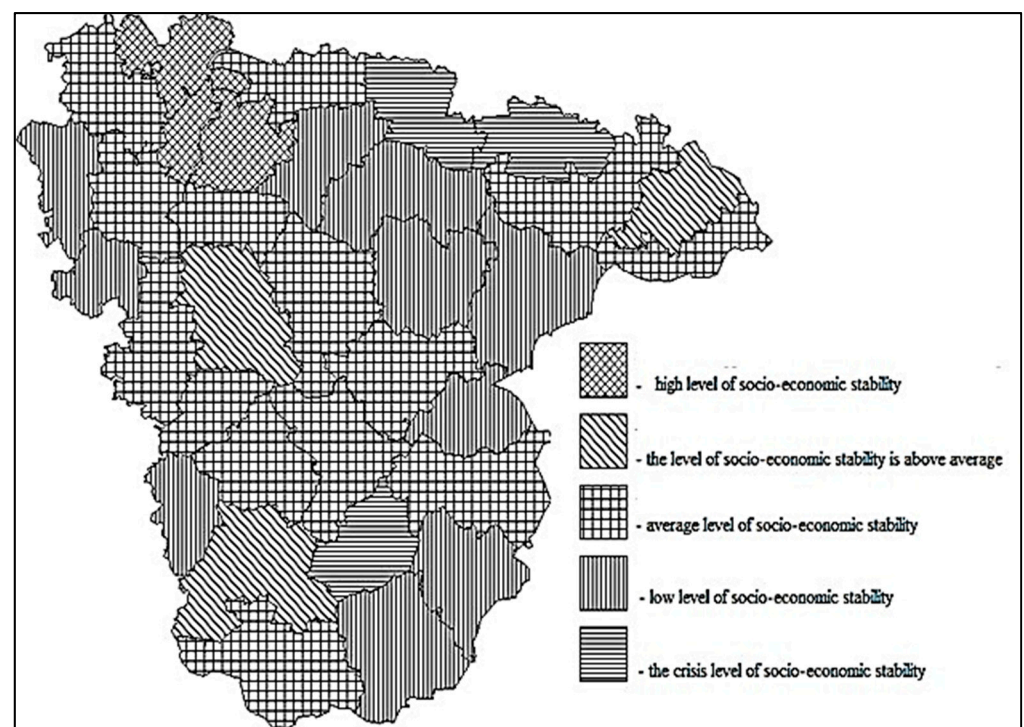 - high level of socio-economic stability
- the level of socio-economic stability is above average
- average level of socio-economic stability
- low level of socio-economic stability
- the crisis level of socio-economic stability